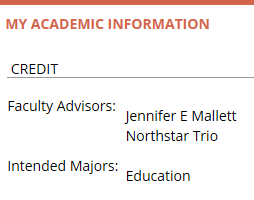 MY ACADEMIC INFORMATION
CREDIT
Faculty Advisors:
Jennifer E Mallett
Northstar Trio
Intended Majors:
Education